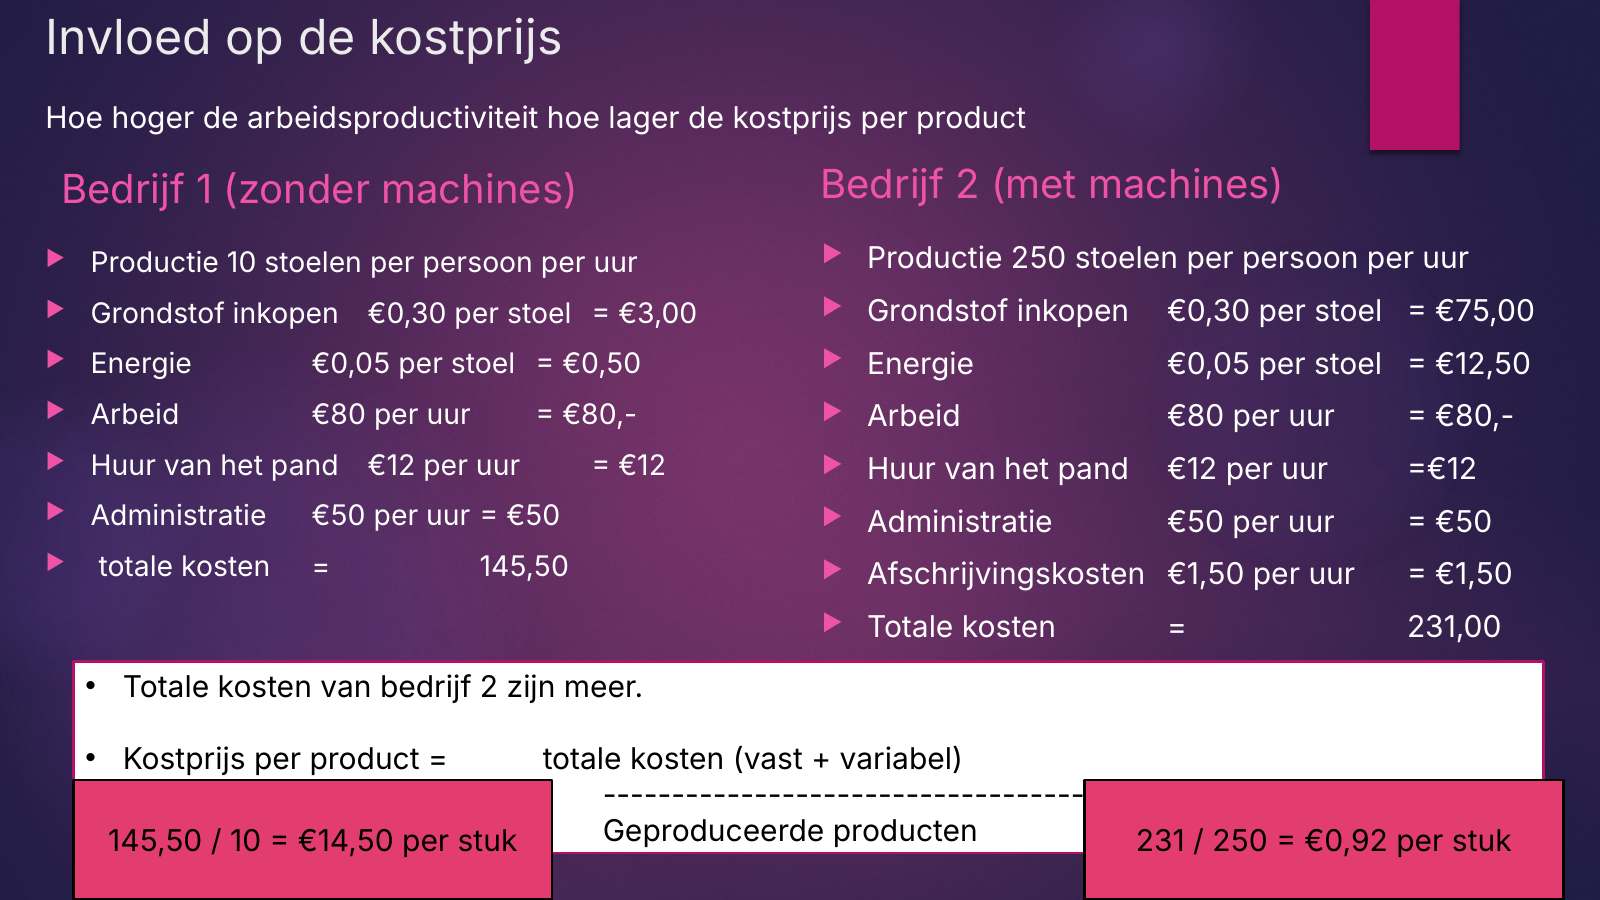 Invloed op de kostprijs
Hoe hoger de arbeidsproductiviteit hoe lager de kostprijs per product
Bedrijf 1 (zonder machines)
Productie 10 stoelen per persoon per uur
Grondstof inkopen €0,30 per stoel = €3,00
Energie €0,05 per stoel = €0,50
Arbeid €80 per uur = €80,-
Huur van het pand €12 per uur = €12
Administratie €50 per uur = €50
totale kosten = 145,50
Bedrijf 2 (met machines)
Productie 250 stoelen per persoon per uur
Grondstof inkopen €0,30 per stoel = €75,00
Energie €0,05 per stoel = €12,50
Arbeid €80 per uur = €80,-
Huur van het pand €12 per uur =€12
Administratie €50 per uur = €50
Afschrijvingskosten €1,50 per uur = €1,50
Totale kosten = 231,00
• Totale kosten van bedrijf 2 zijn meer.
• Kostprijs per product = totale kosten (vast + variabel)
-----------------------------------
Geproduceerde producten
145,50 / 10 = €14,50 per stuk
231 / 250 = €0,92 per stuk